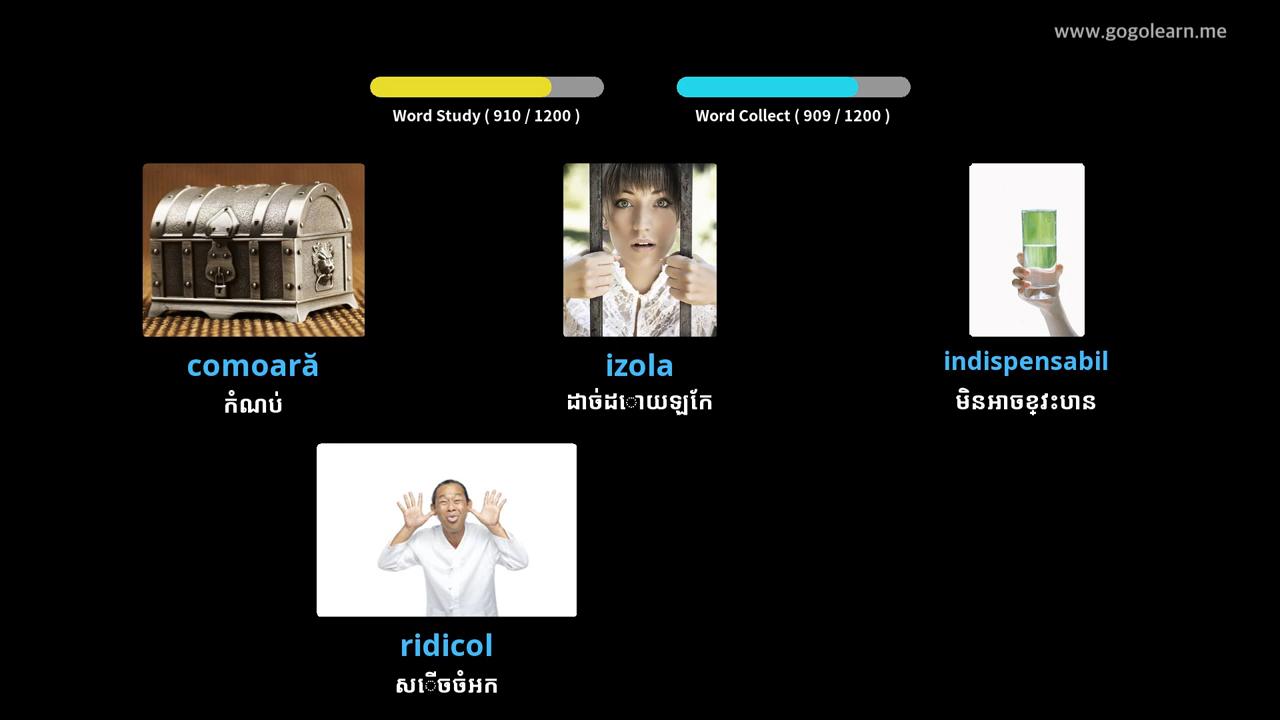 www.gogolearn.me
Word Study ( 910 / 1200 )
Word Collect ( 909 / 1200 )
comoară
កំណប់
izola
ដាច់ដោយឡកែ
indispensabil
មិនអាចខ្វះបាន
ridicol
សើចចំអក